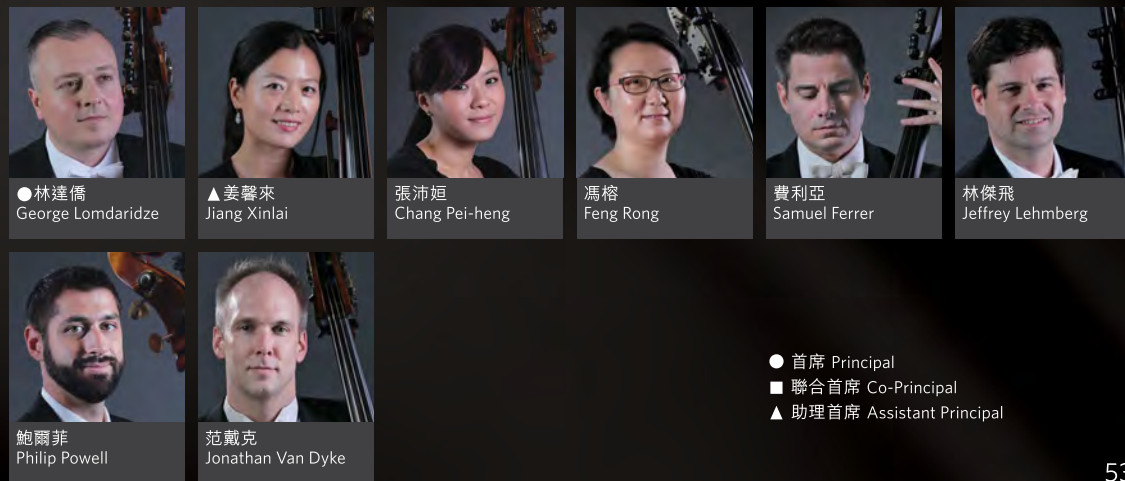 ●林達僑
George Lomdaridze
▲姜馨來
Jiang Xinlai
張沛姮
Chang Pei-heng
馮榕
Feng Rong
費利亞
Samuel Ferrer
林傑飛
Jeffrey Lehmberg
鮑爾菲
Philip Powell
范戴克
Jonathan Van Dyke
● 首席 Principal
■ 聯合首席 Co-Principal
▲ 助理首席 Assistant Principal
53